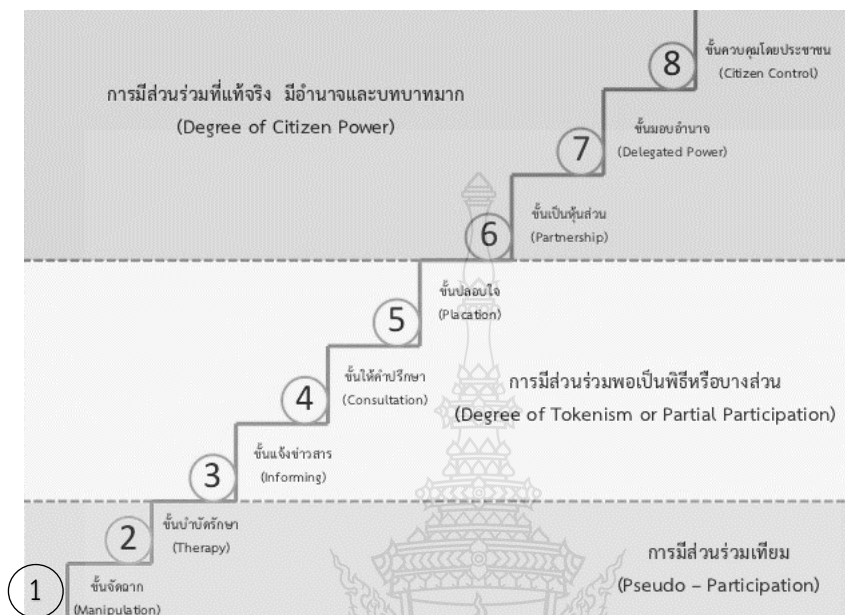 8
ขั้นควบคุมโดยประชาชน
(Citizen Control)
การมีส่วนร่วมที่แท้จริง มีอำนาจและบทบาทมาก
(Degree of Citizen Power)
7
ขั้นมอบอำนาจ
(Delegated Power)
6
ขั้นเป็นหุ้นส่วน
(Partnership)
5
ขั้นปลอบใจ
(Placation)
4
ขั้นให้คำปรึกษา
(Consultation)
การมีส่วนร่วมพอเป็นพิธีหรือบางส่วน
(Degree of Tokenism or Partial Participation)
3
ขั้นแจ้งข่าวสาร
(Informing)
2
ขั้นบำบัดรักษา
(Therapy)
การมีส่วนร่วมเทียม
(Pseudo – Participation)
1
ขั้นจัดฉาก
(Manipulation)